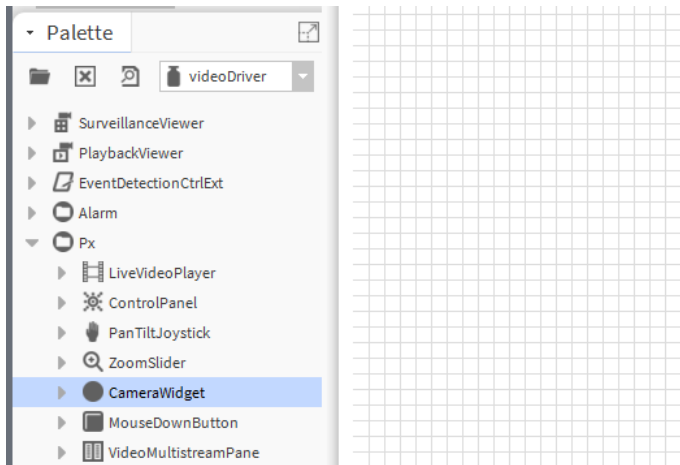 Palette
videoDriver
SurveillanceViewer
PlaybackViewer
EventDetectionCtrlExt
Alarm
Px
LiveVideoPlayer
ControlPanel
PanTiltJoystick
ZoomSlider
CameraWidget
MouseDownButton
VideoMultistreamPane